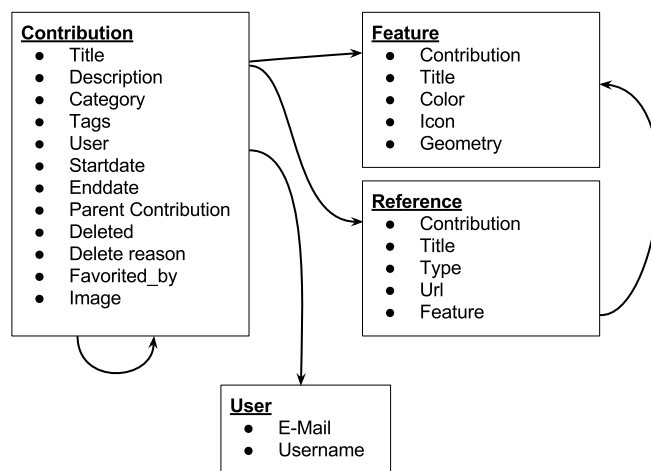 Contribution
● Title
● Description
● Category
● Tags
● User
● Startdate
● Enddate
● Parent Contribution
● Deleted
● Delete reason
● Favorited_by
● Image
Feature
● Contribution
● Title
● Color
● Icon
● Geometry
Reference
● Contribution
● Title
● Type
● Url
● Feature
User
● E-Mail
● Username